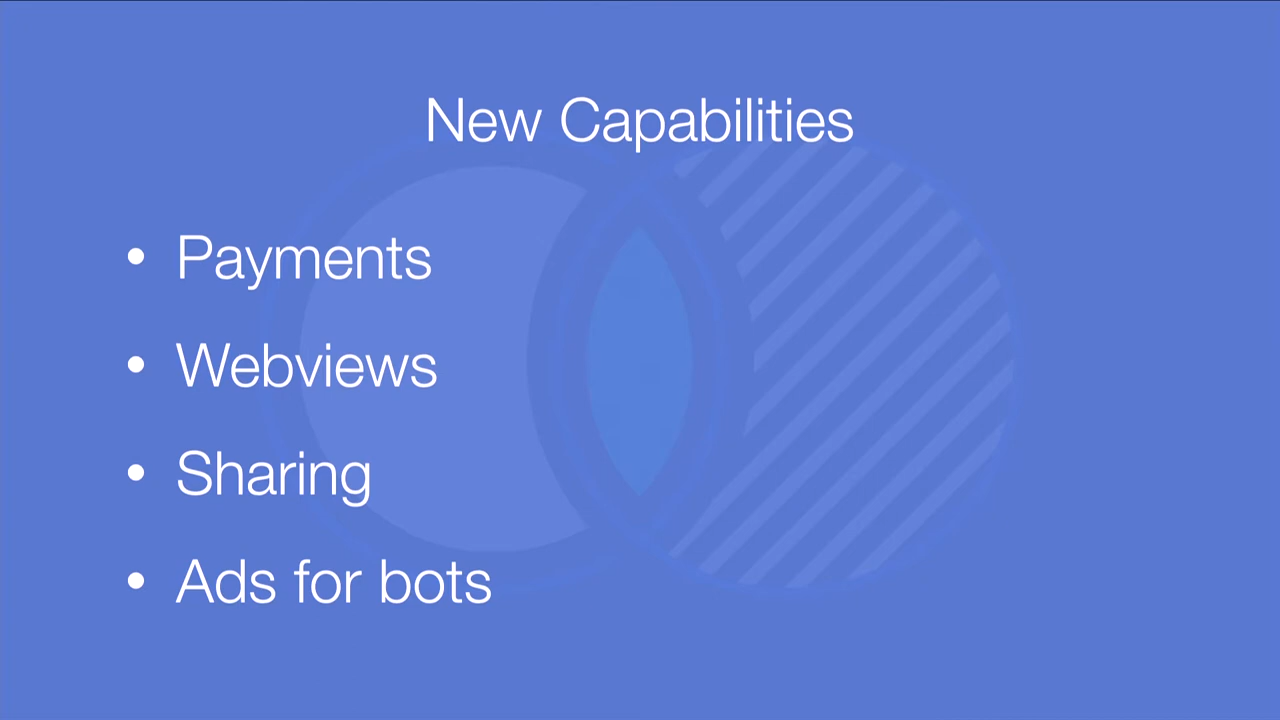 New Capabilities
• Payments
• Webviews
• Sharing
• Ads for bots